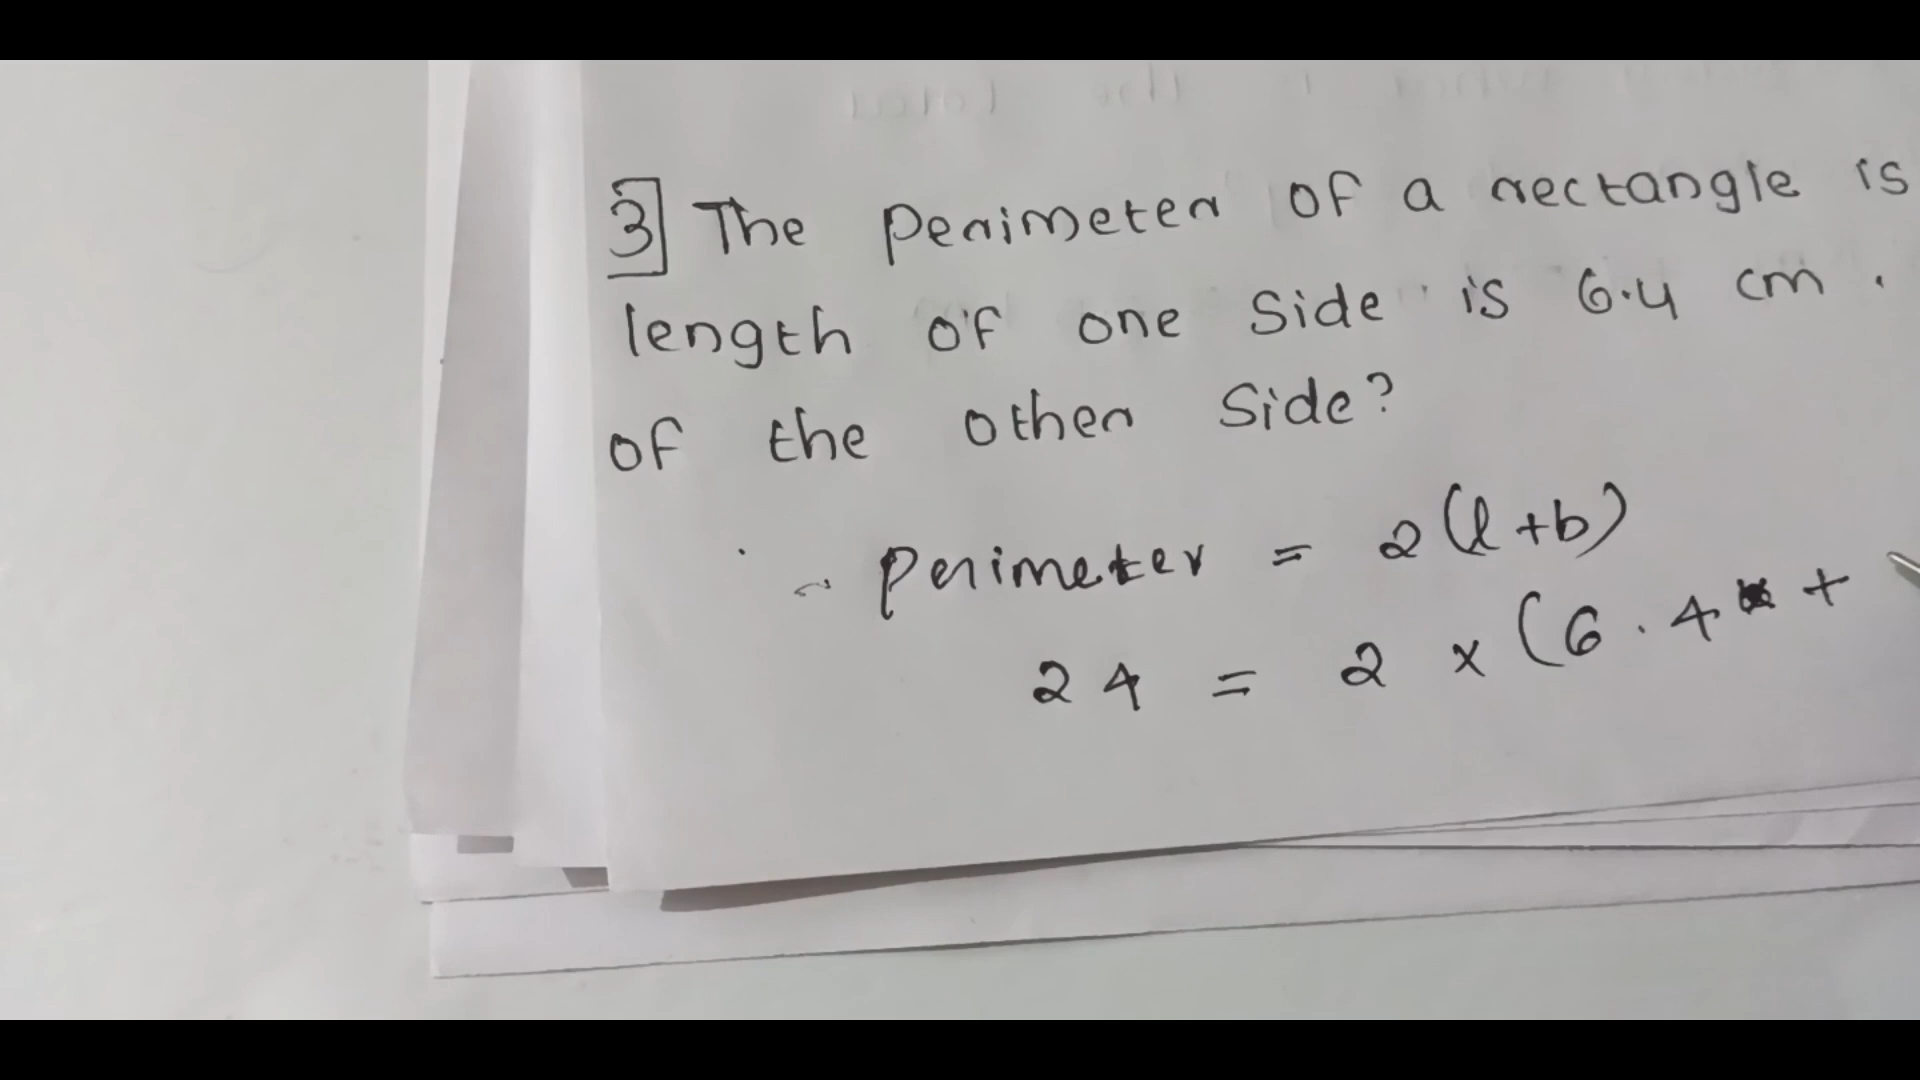 3 The Perimeter of a rectangle is
length of one Side is 6.4 cm.
of the other Side?
Perimeter = 2(l+b)
24 = 2 x (6.4 +